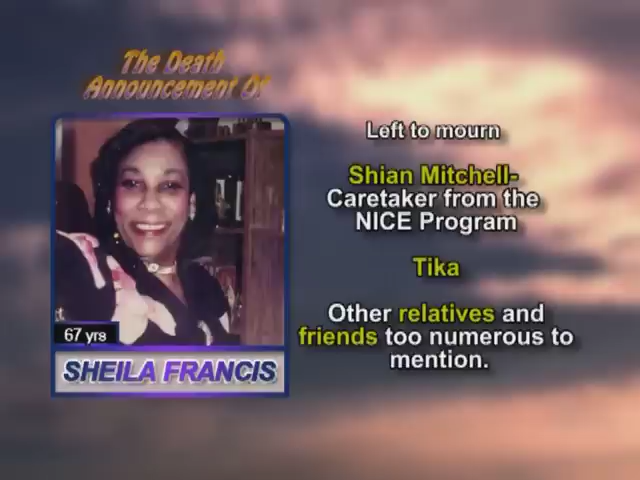 The Death
Announcement Of
67 yrs
SHEILA FRANCIS
Left to mourn
Shian Mitchell-
Caretaker from the
NICE Program
Tika
Other relatives and
friends too numerous to
mention.